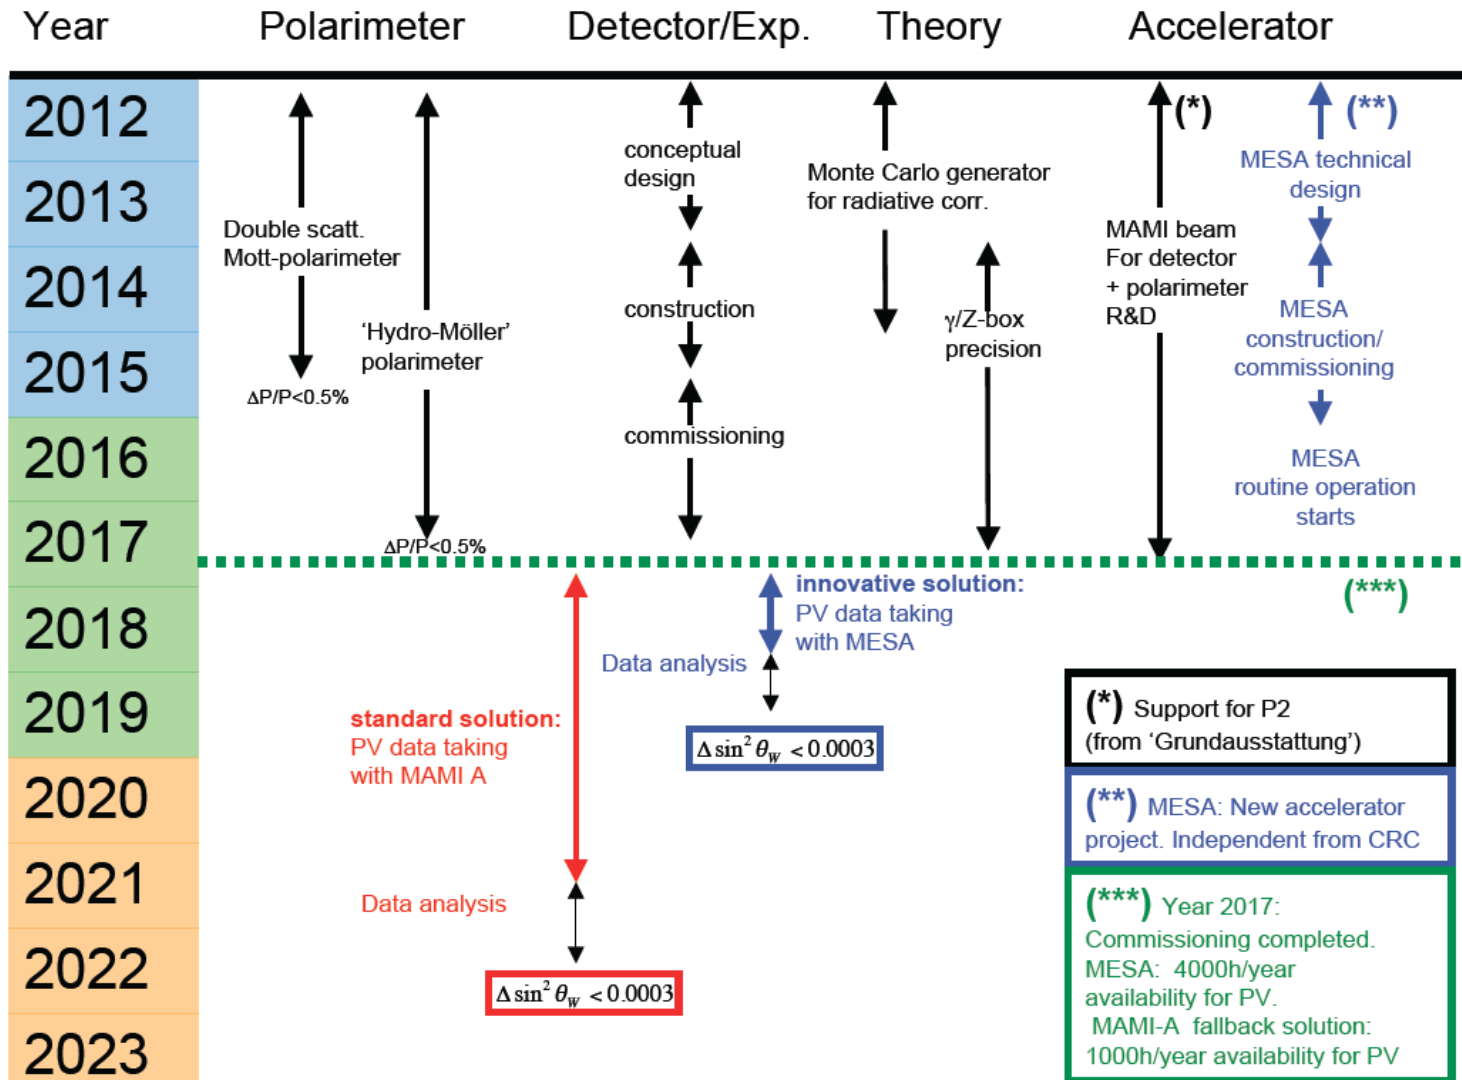 Year Polarimeter Detector/Exp. Theory Accelerator
2012
2013
2014
2015
2016
2017
2018
2019
2020
2021
2022
2023
Double scatt.
Mott-polarimeter
ΔP/P<0.5%
'Hydro-Möller'
polarimeter
ΔP/P<0.5%
conceptual
design
construction
commissioning
Monte Carlo generator
for radiative corr.
γ/Z-box
precision
(*)
MAMI beam
For detector
+ polarimeter
R&D
(**)
MESA technical
design
MESA
construction/
commissioning
MESA
routine operation
starts
(***)
innovative solution:
PV data taking
with MESA
Data analysis
Δ sin² θ_W < 0.0003
standard solution:
PV data taking
with MAMI A
Data analysis
Δ sin² θ_W < 0.0003
(*) Support for P2
(from 'Grundausstattung')
(**) MESA: New accelerator
project. Independent from CRC
(***) Year 2017:
Commissioning completed.
MESA: 4000h/year
availability for PV.
MAMI-A fallback solution:
1000h/year availability for PV